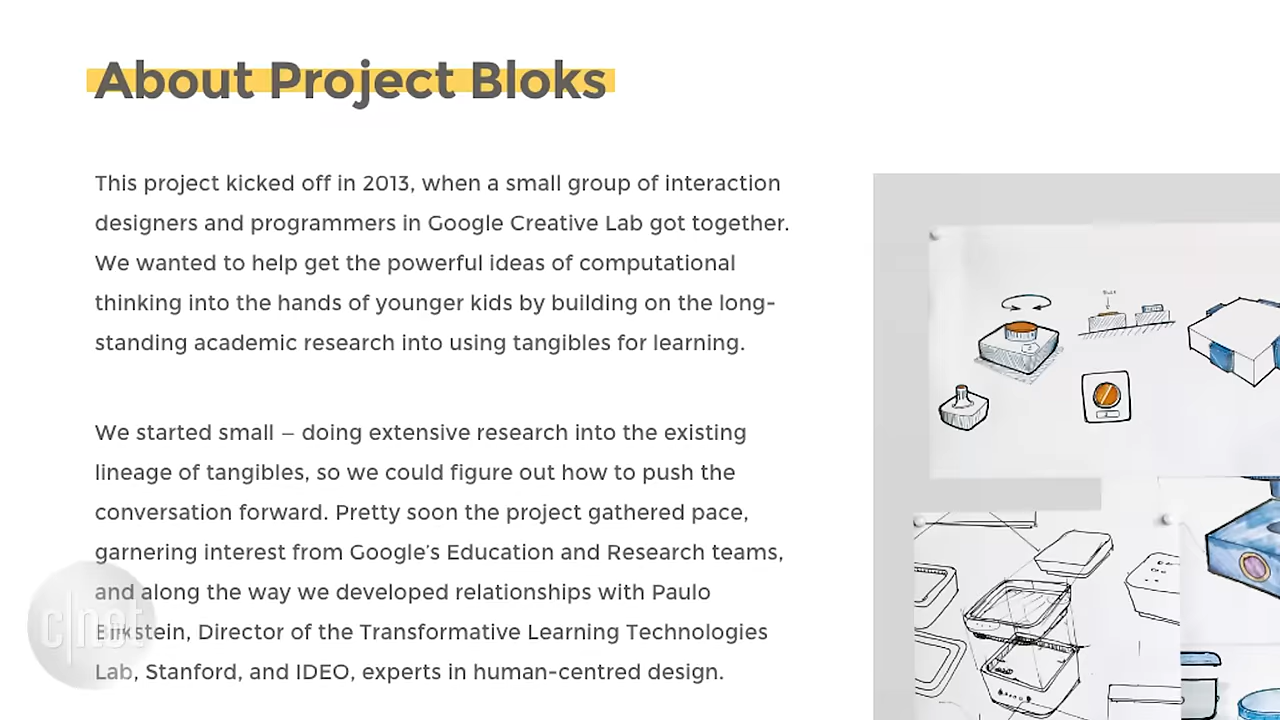 About Project Bloks
This project kicked off in 2013, when a small group of interaction
designers and programmers in Google Creative Lab got together.
We wanted to help get the powerful ideas of computational
thinking into the hands of younger kids by building on the long-
standing academic research into using tangibles for learning.
We started small – doing extensive research into the existing
lineage of tangibles, so we could figure out how to push the
conversation forward. Pretty soon the project gathered pace,
garnering interest from Google's Education and Research teams,
and along the way we developed relationships with Paulo
Blikstein, Director of the Transformative Learning Technologies
Lab, Stanford, and IDEO, experts in human-centred design.
c|net